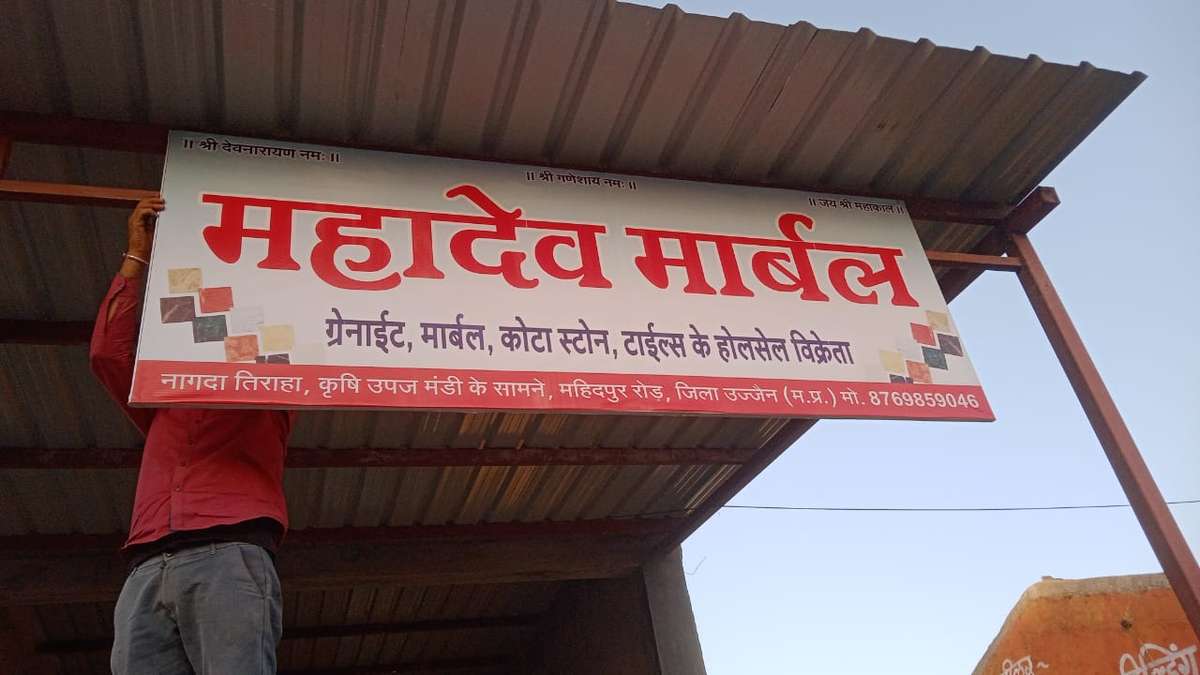 ॥ श्री देवनारायण नमः ॥
॥ श्री गणेशाय नमः ॥
॥ जय श्री महाकाल ॥
महादेव मार्बल
ग्रेनाईट, मार्बल, कोटा स्टोन, टाईल्स के होलसेल विक्रेता
नागदा तिराहा, कृषि उपज मंडी के सामने, महिदपुर रोड़, जिला उज्जैन (म.प्र.) मो. 8769859046